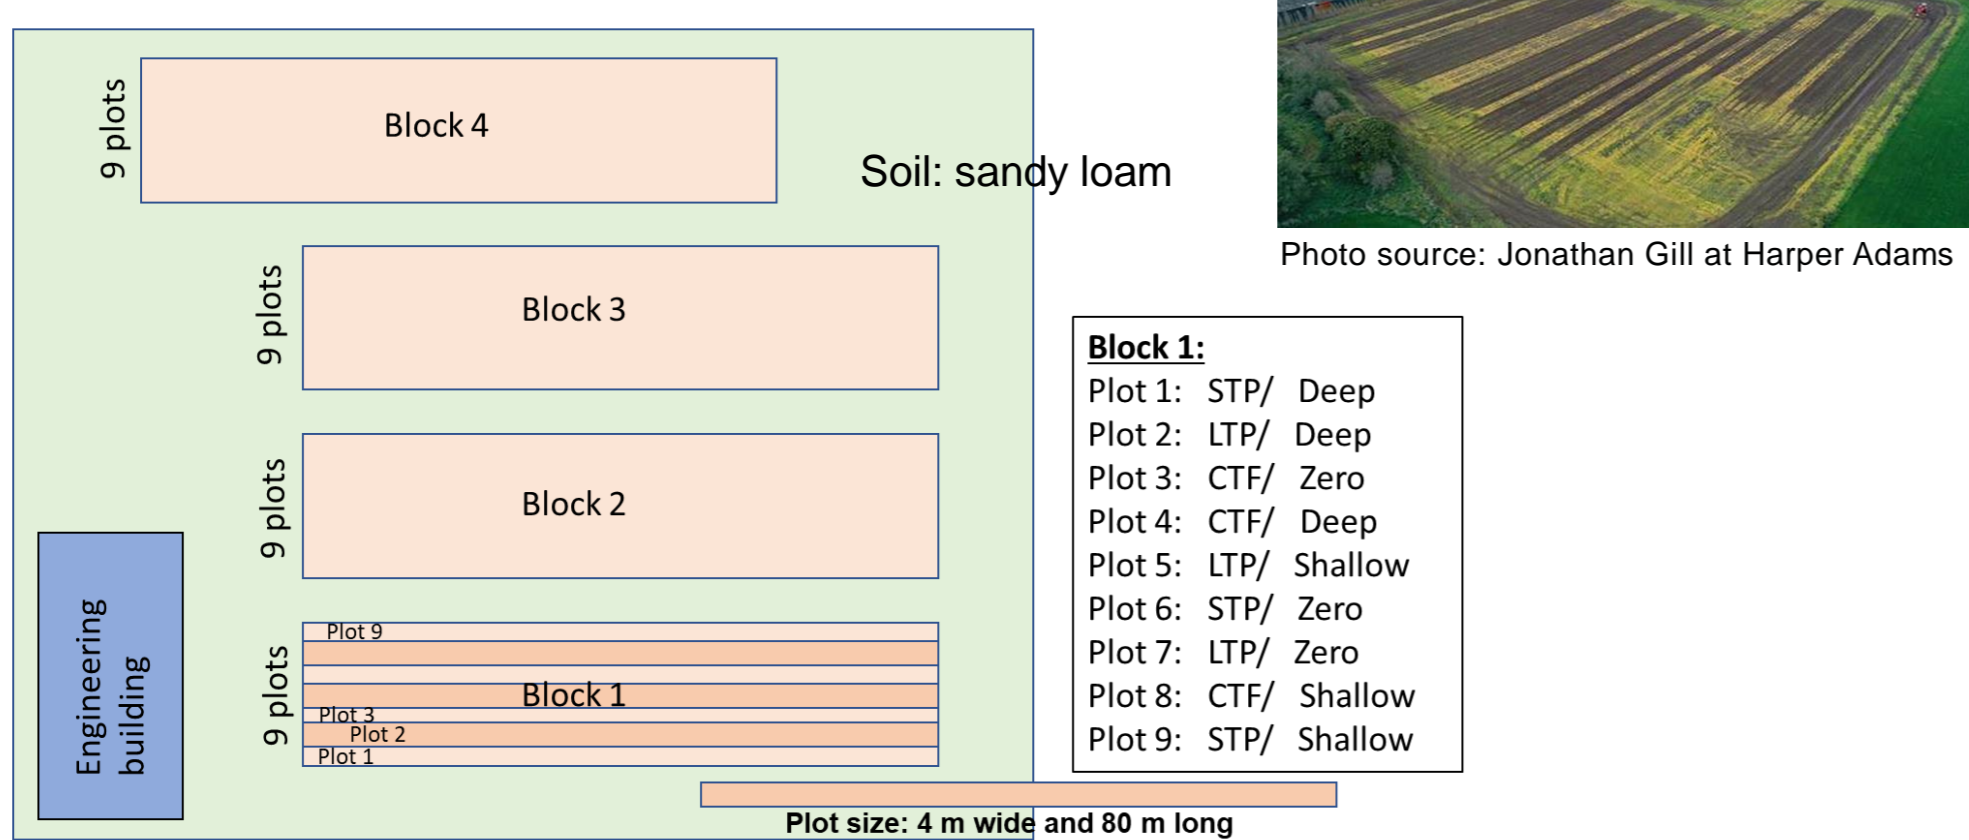 9 plots
Block 4
Soil: sandy loam
Photo source: Jonathan Gill at Harper Adams
9 plots
Block 3
9 plots
Block 2
Engineering
building
9 plots
Plot 9
Block 1
Plot 3
Plot 2
Plot 1
Block 1:
Plot 1: STP/ Deep
Plot 2: LTP/ Deep
Plot 3: CTF/ Zero
Plot 4: CTF/ Deep
Plot 5: LTP/ Shallow
Plot 6: STP/ Zero
Plot 7: LTP/ Zero
Plot 8: CTF/ Shallow
Plot 9: STP/ Shallow
Plot size: 4 m wide and 80 m long